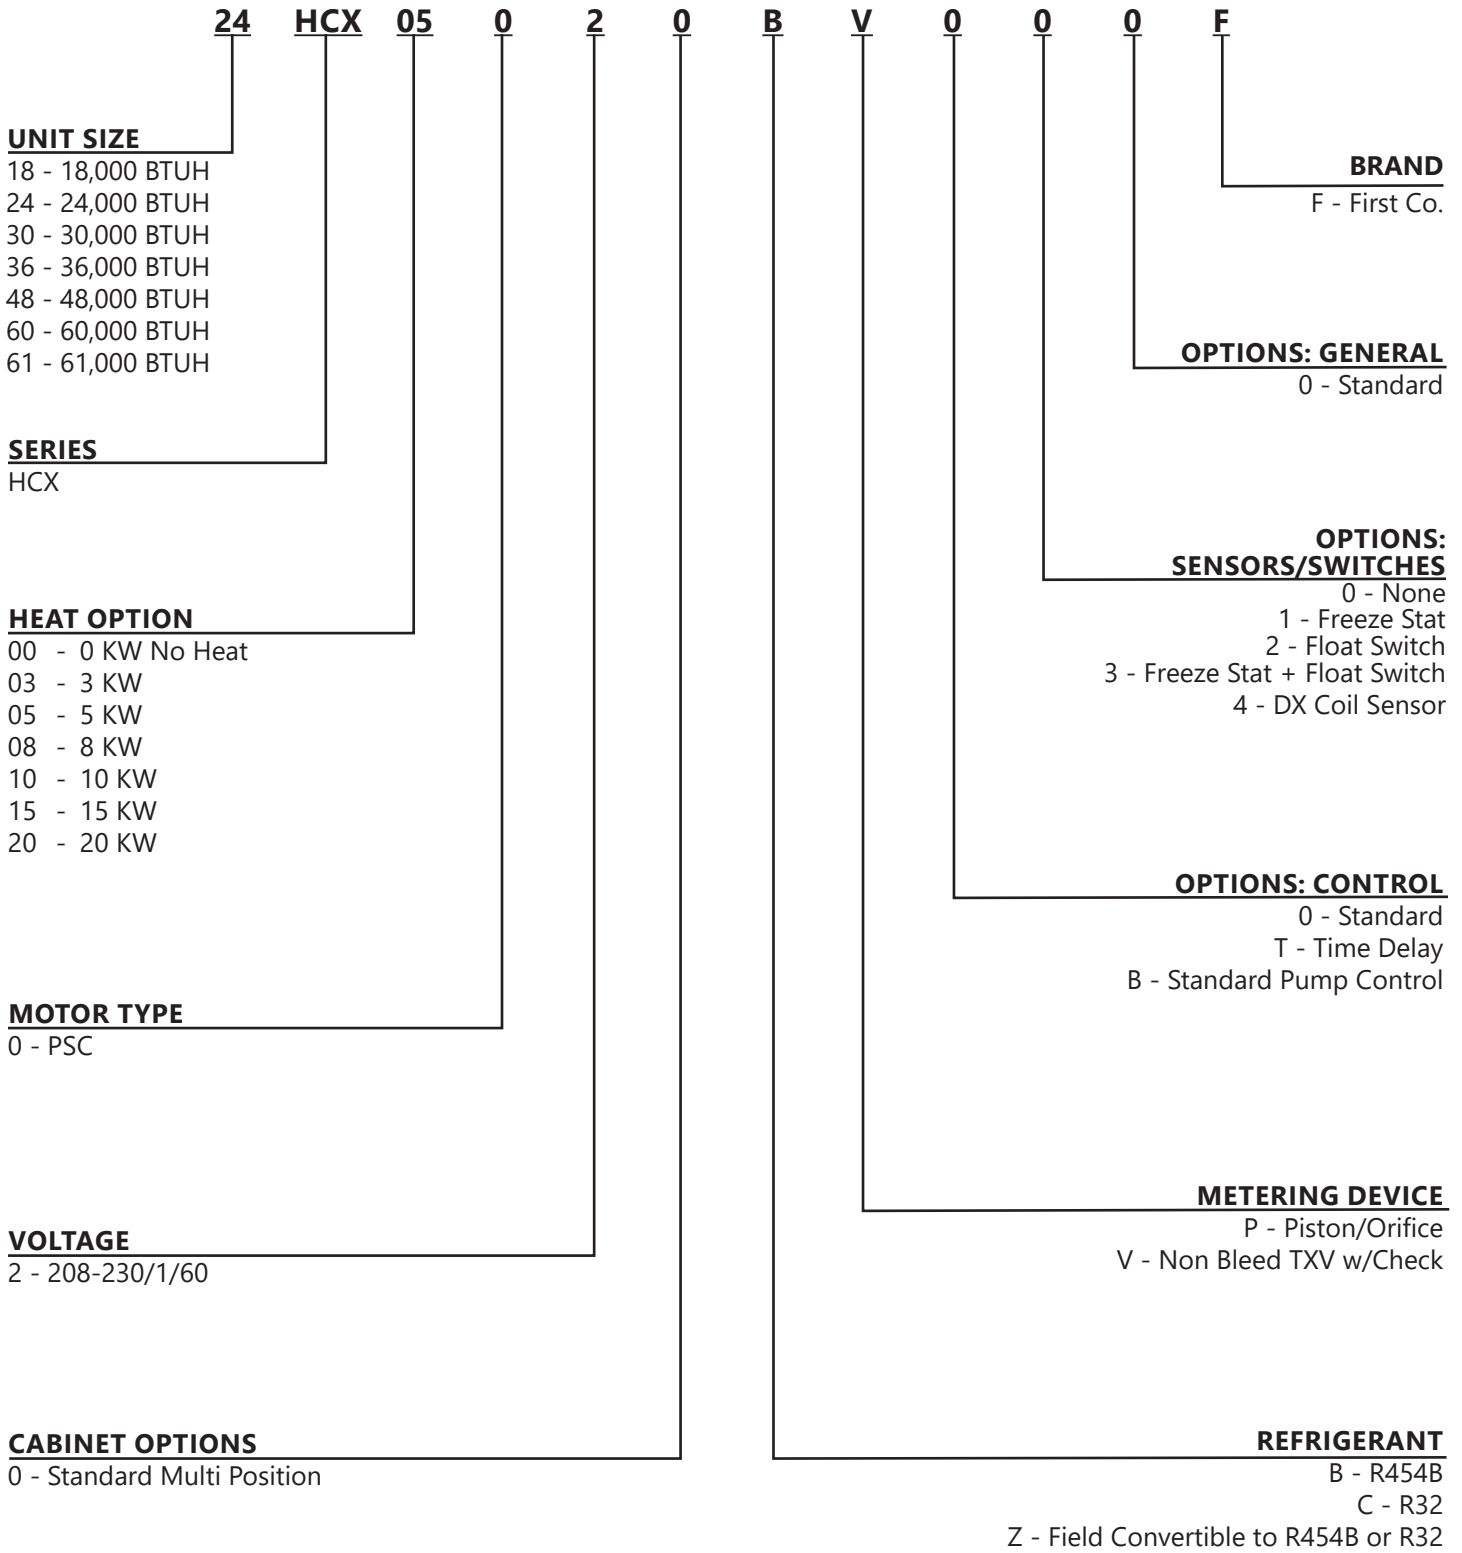 24 HCX 05 0 2 0 B V 0 0 0 F
UNIT SIZE
18 - 18,000 BTUH
24 - 24,000 BTUH
30 - 30,000 BTUH
36 - 36,000 BTUH
48 - 48,000 BTUH
60 - 60,000 BTUH
61 - 61,000 BTUH
SERIES
HCX
HEAT OPTION
00 - 0 KW No Heat
03 - 3 KW
05 - 5 KW
08 - 8 KW
10 - 10 KW
15 - 15 KW
20 - 20 KW
MOTOR TYPE
0 - PSC
VOLTAGE
2 - 208-230/1/60
CABINET OPTIONS
0 - Standard Multi Position
BRAND
F - First Co.
OPTIONS: GENERAL
0 - Standard
OPTIONS:
SENSORS/SWITCHES
0 - None
1 - Freeze Stat
2 - Float Switch
3 - Freeze Stat + Float Switch
4 - DX Coil Sensor
OPTIONS: CONTROL
0 - Standard
T - Time Delay
B - Standard Pump Control
METERING DEVICE
P - Piston/Orifice
V - Non Bleed TXV w/Check
REFRIGERANT
B - R454B
C - R32
Z - Field Convertible to R454B or R32